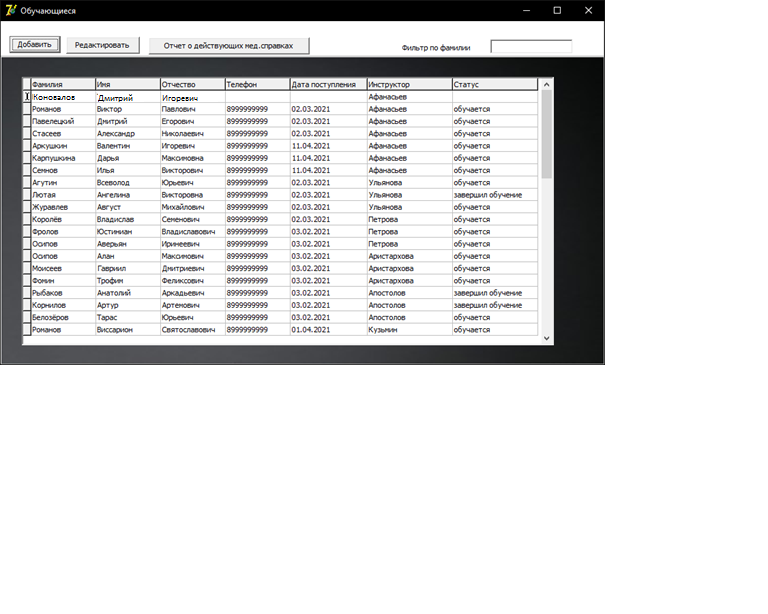 Обучающиеся
Добавить Редактировать Отчет о действующих мед.справках Фильтр по фамилии
Фамилия Имя Отчество Телефон Дата поступления Инструктор Статус
Коновалов Дмитрий Игоревич Афанасьев
Романов Виктор Павлович 8999999999 02.03.2021 Афанасьев обучается
Павелецкий Дмитрий Егорович 8999999999 02.03.2021 Афанасьев обучается
Стасеев Александр Николаевич 8999999999 02.03.2021 Афанасьев обучается
Аркушкин Валентин Игоревич 8999999999 11.04.2021 Афанасьев обучается
Карпушкина Дарья Максимовна 8999999999 11.04.2021 Афанасьев обучается
Семнов Илья Викторович 8999999999 11.04.2021 Афанасьев обучается
Агутин Всеволод Юрьевич 8999999999 02.03.2021 Ульянова обучается
Лютая Ангелина Викторовна 8999999999 02.03.2021 Ульянова завершил обучение
Журавлев Август Михайлович 8999999999 02.03.2021 Ульянова обучается
Королёв Владислав Семенович 8999999999 02.03.2021 Петрова обучается
Фролов Юстиниан Владиславович 8999999999 03.02.2021 Петрова обучается
Осипов Аверьян Иринеевич 8999999999 03.02.2021 Петрова обучается
Осипов Алан Максимович 8999999999 03.02.2021 Аристархова обучается
Моисеев Гавриил Дмитриевич 8999999999 03.02.2021 Аристархова обучается
Фомин Трофим Феликсович 8999999999 03.02.2021 Аристархова обучается
Рыбаков Анатолий Аркадьевич 8999999999 03.02.2021 Апостолов завершил обучение
Корнилов Артур Артемович 8999999999 03.02.2021 Апостолов завершил обучение
Белозёров Тарас Юрьевич 8999999999 03.02.2021 Апостолов обучается
Романов Виссарион Святославович 8999999999 01.04.2021 Кузьмин обучается